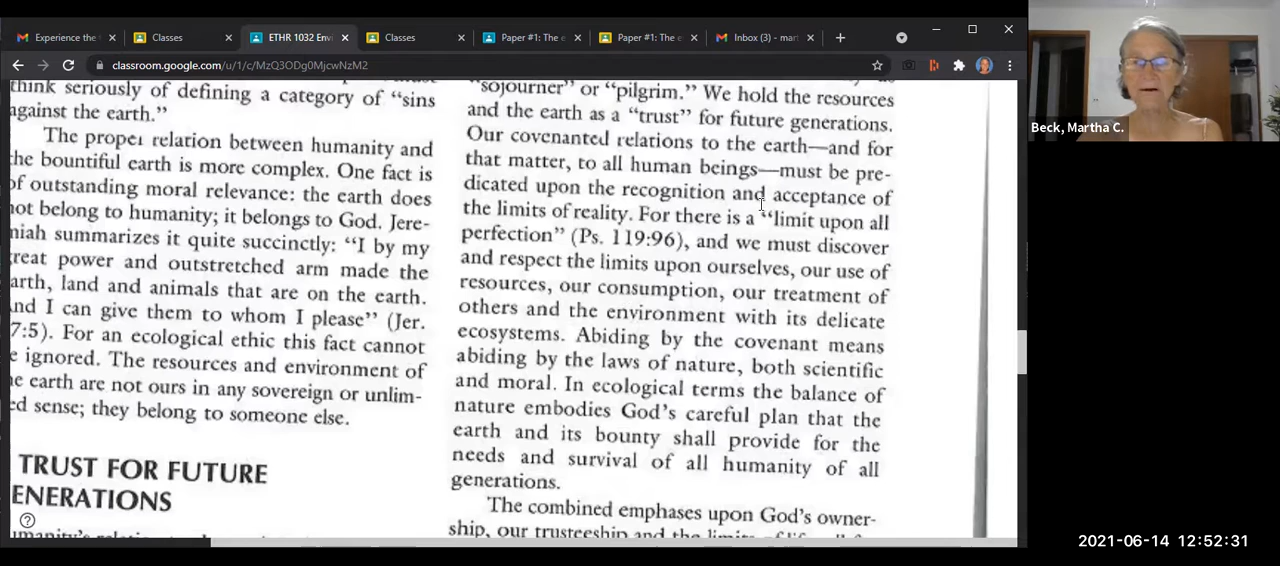 Experience the
Classes
ETHR 1032 Envi
Classes
Paper #1: The e
Paper #1: The e
Inbox (3) - mart
classroom.google.com/u/1/c/MzQ3ODg0MjcwNzM2
Beck, Martha C.
think seriously of defining a category of “sins
against the earth.”
The proper relation between humanity and
the bountiful earth is more complex. One fact is
of outstanding moral relevance: the earth does
not belong to humanity; it belongs to God. Jere-
miah summarizes it quite succinctly: “I by my
great power and outstretched arm made the
earth, land and animals that are on the earth.
And I can give them to whom I please” (Jer.
7:5). For an ecological ethic this fact cannot
be ignored. The resources and environment of
the earth are not ours in any sovereign or unlim-
ed sense; they belong to someone else.
TRUST FOR FUTURE
ENERATIONS
“sojourner” or “pilgrim.” We hold the resources
and the earth as a “trust” for future generations.
Our covenanted relations to the earth—and for
that matter, to all human beings—must be pre-
dicated upon the recognition and acceptance of
the limits of reality. For there is a “limit upon all
perfection” (Ps. 119:96), and we must discover
and respect the limits upon ourselves, our use of
resources, our consumption, our treatment of
others and the environment with its delicate
ecosystems. Abiding by the covenant means
abiding by the laws of nature, both scientific
and moral. In ecological terms the balance of
nature embodies God’s careful plan that the
earth and its bounty shall provide for the
needs and survival of all humanity of all
generations.
The combined emphases upon God’s owner-
ship, our trusteeship and the limits of life
2021-06-14 12:52:31